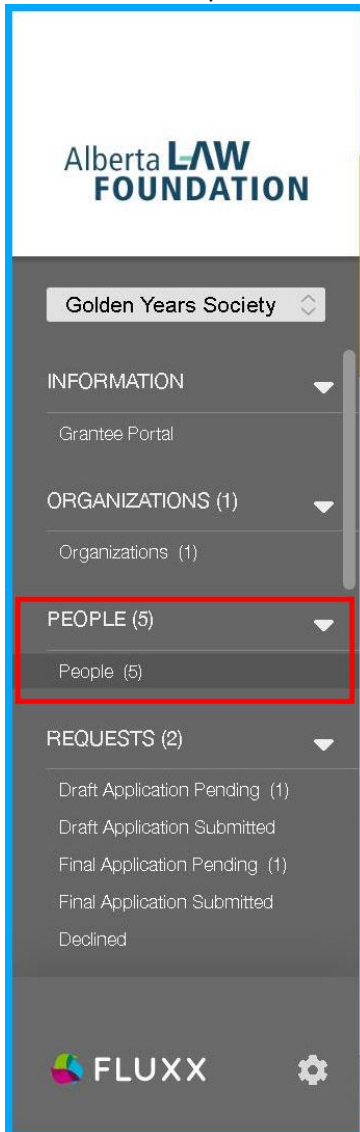 Alberta LAW
FOUNDATION
Golden Years Society
INFORMATION
Grantee Portal
ORGANIZATIONS (1)
Organizations (1)
PEOPLE (5)
People (5)
REQUESTS (2)
Draft Application Pending (1)
Draft Application Submitted
Final Application Pending (1)
Final Application Submitted
Declined
FLUXX